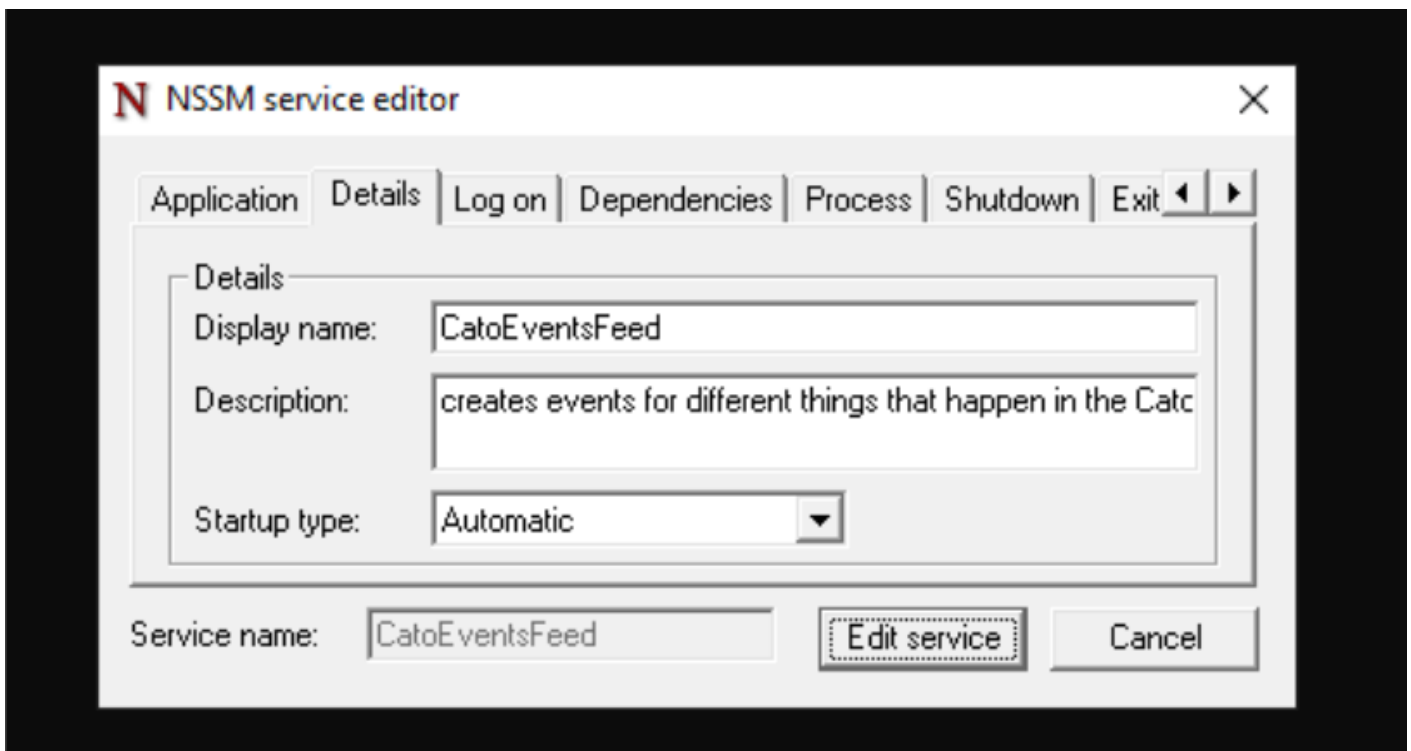 N NSSM service editor
Application Details Log on Dependencies Process Shutdown Exit
Details
Display name: CatoEventsFeed
Description: creates events for different things that happen in the Cato
Startup type: Automatic
Service name: CatoEventsFeed Edit service Cancel